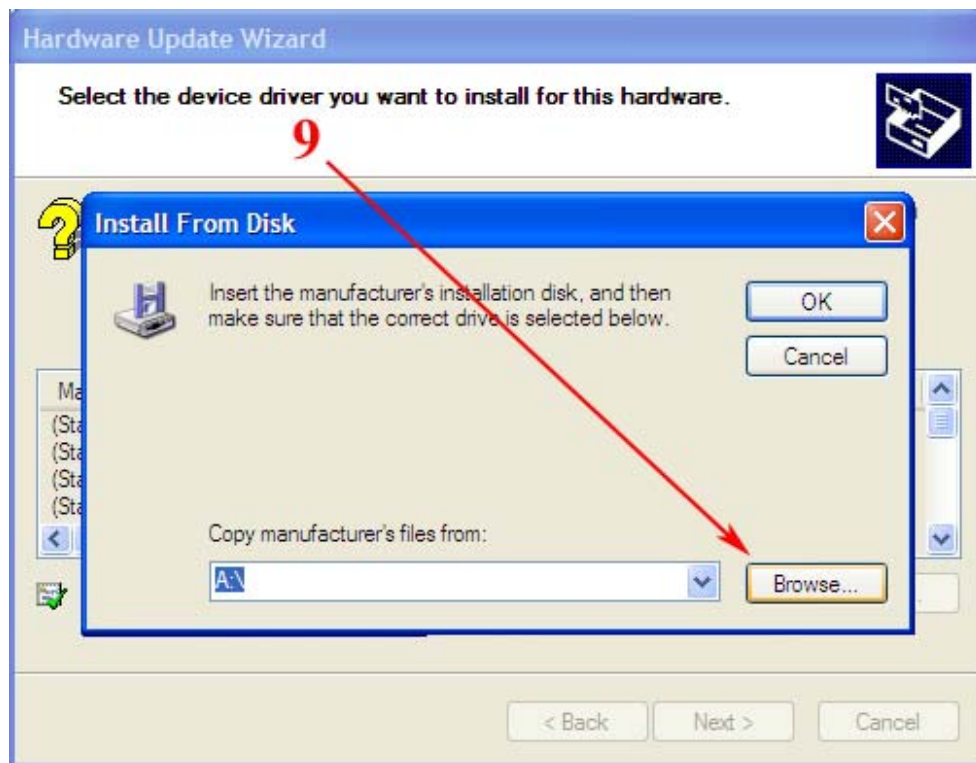 Hardware Update Wizard
Select the device driver you want to install for this hardware.
9
Install From Disk
Insert the manufacturer's installation disk, and then
make sure that the correct drive is selected below.
OK
Cancel
Copy manufacturer's files from:
A:\
Browse...
< Back
Next >
Cancel